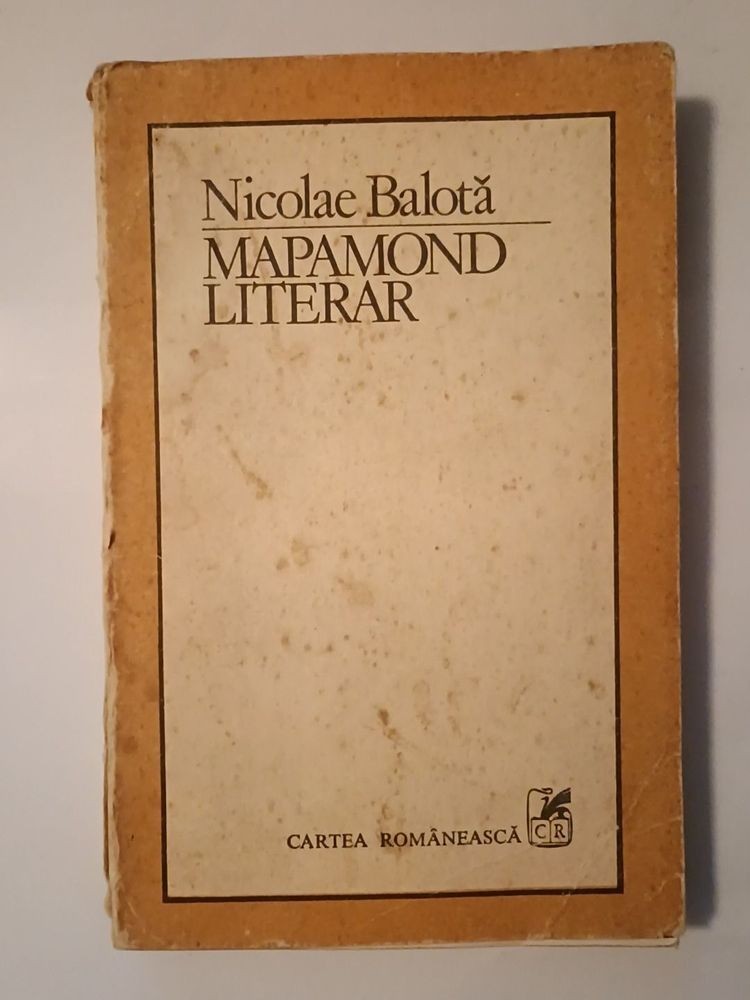 Nicolae Balotă
MAPAMOND
LITERAR
CARTEA ROMÂNEASCĂ
CR